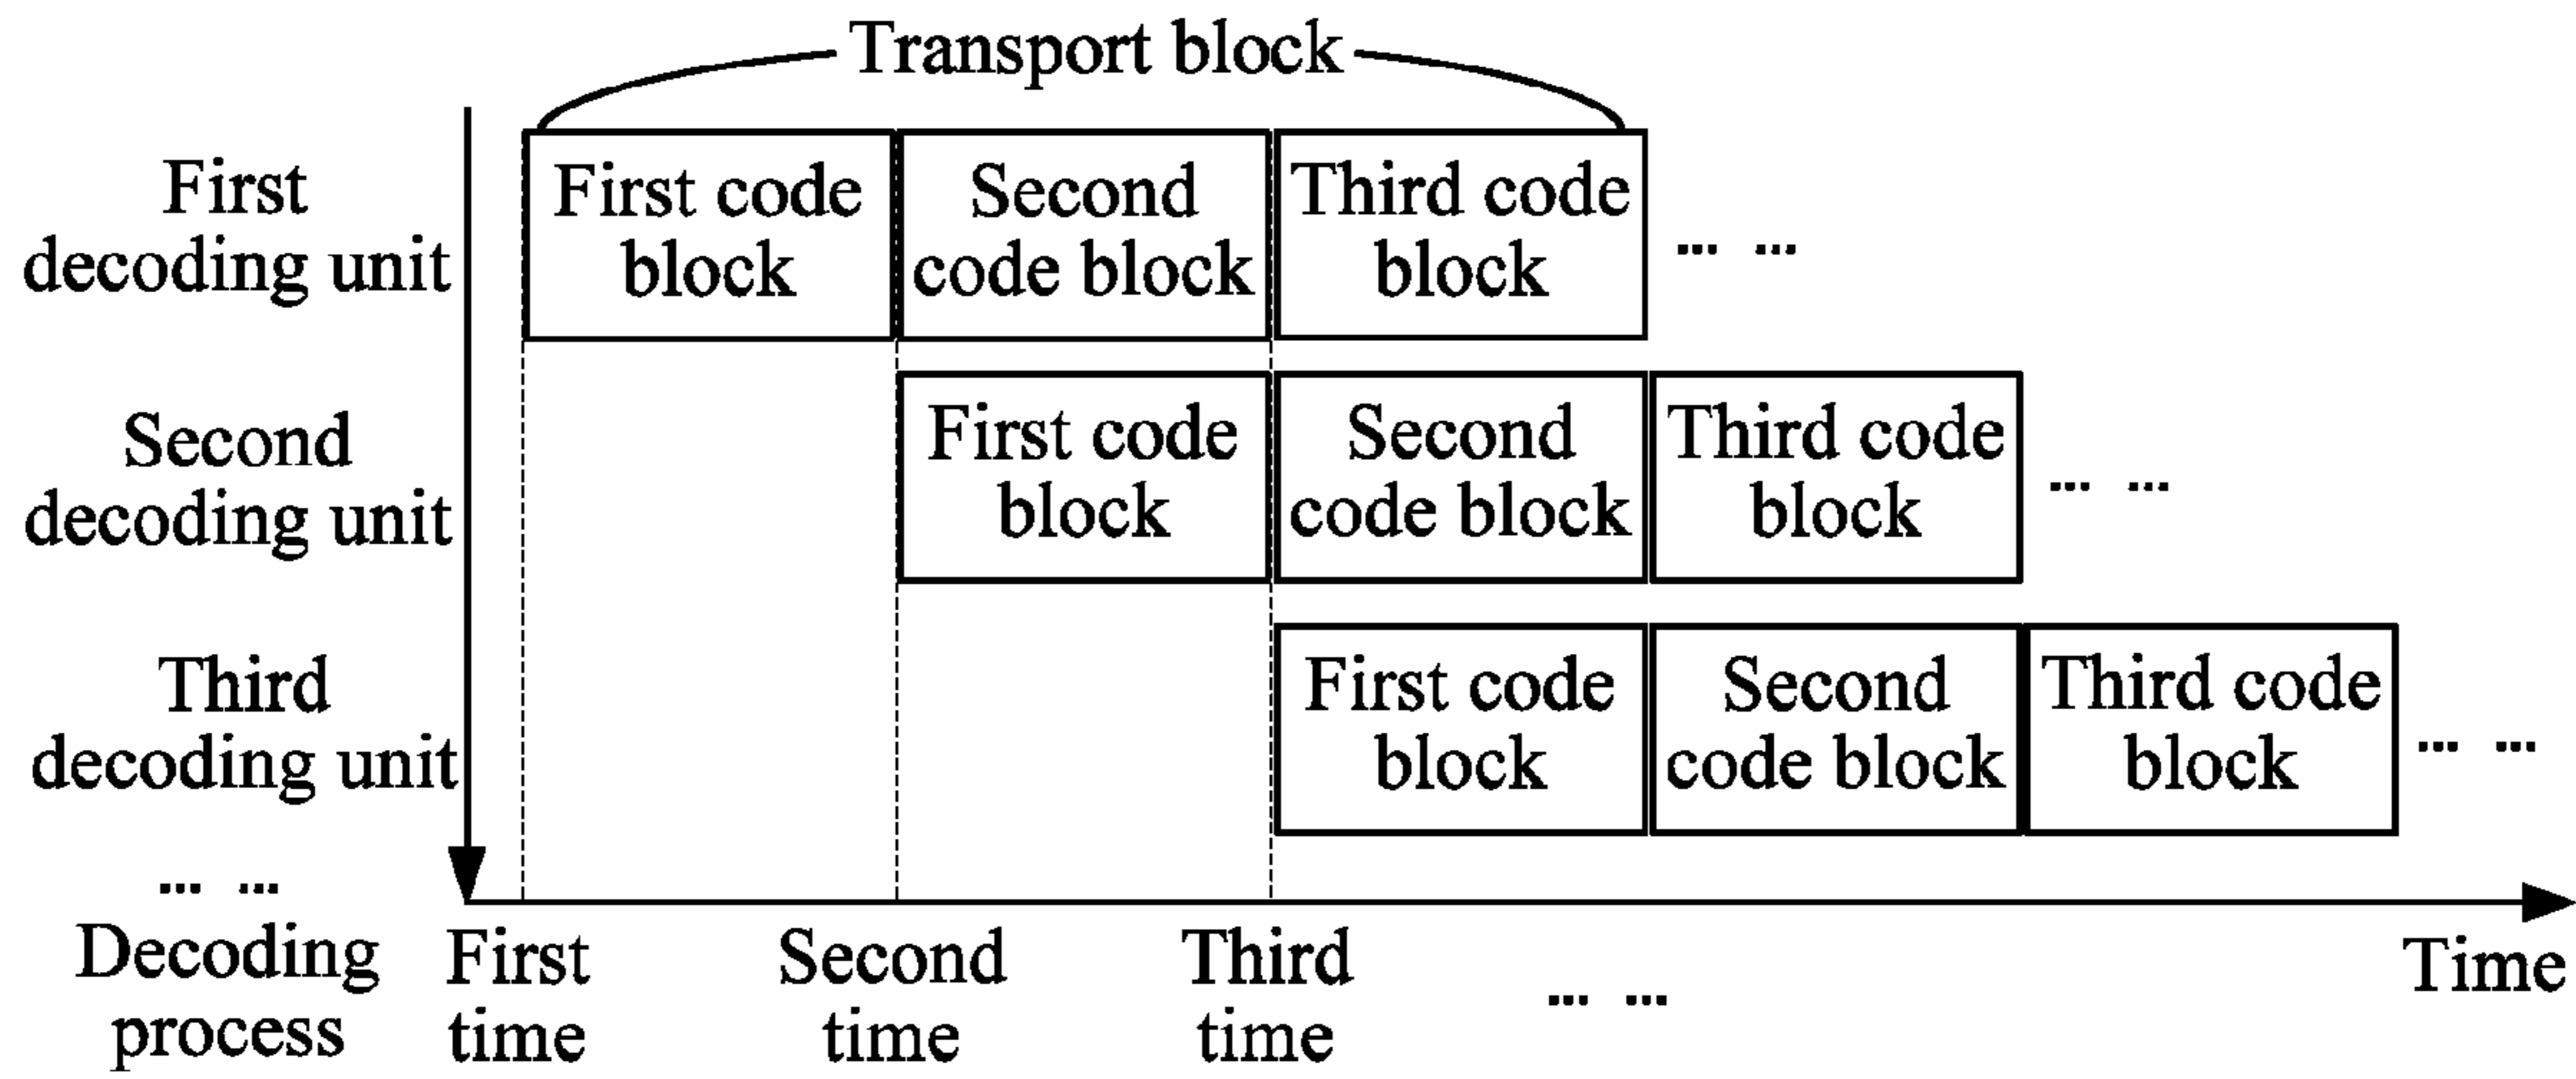 Transport block
First
decoding unit
First code
block
Second
code block
Third code
block
... ...
Second
decoding unit
First code
block
Second
code block
Third code
block
... ...
Third
decoding unit
First code
block
Second
code block
Third code
block
... ...
... ...
Decoding
process
First
time
Second
time
Third
time
... ...
Time